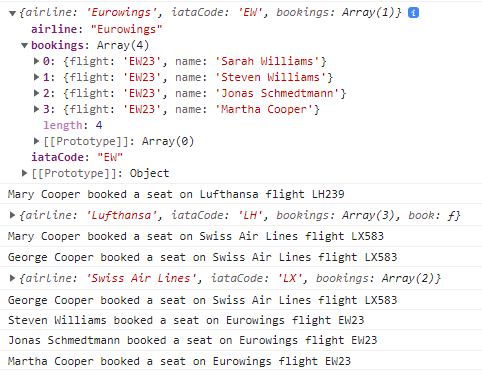 ▼ {airline: 'Eurowings', iataCode: 'EW', bookings: Array(1)} i
airline: "Eurowings"
▼ bookings: Array(4)
▶ 0: {flight: 'EW23', name: 'Sarah Williams'}
▶ 1: {flight: 'EW23', name: 'Steven Williams'}
▶ 2: {flight: 'EW23', name: 'Jonas Schmedtmann'}
▶ 3: {flight: 'EW23', name: 'Martha Cooper'}
length: 4
▶ [[Prototype]]: Array(0)
iataCode: "EW"
▶ [[Prototype]]: Object
Mary Cooper booked a seat on Lufthansa flight LH239
▶ {airline: 'Lufthansa', iataCode: 'LH', bookings: Array(3), book: ƒ}
Mary Cooper booked a seat on Swiss Air Lines flight LX583
George Cooper booked a seat on Swiss Air Lines flight LX583
▶ {airline: 'Swiss Air Lines', iataCode: 'LX', bookings: Array(2)}
George Cooper booked a seat on Swiss Air Lines flight LX583
Steven Williams booked a seat on Eurowings flight EW23
Jonas Schmedtmann booked a seat on Eurowings flight EW23
Martha Cooper booked a seat on Eurowings flight EW23